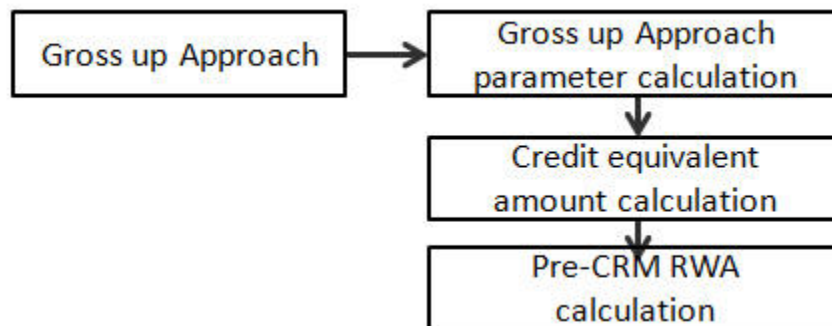 Gross up Approach
Gross up Approach
parameter calculation
Credit equivalent
amount calculation
Pre-CRM RWA
calculation